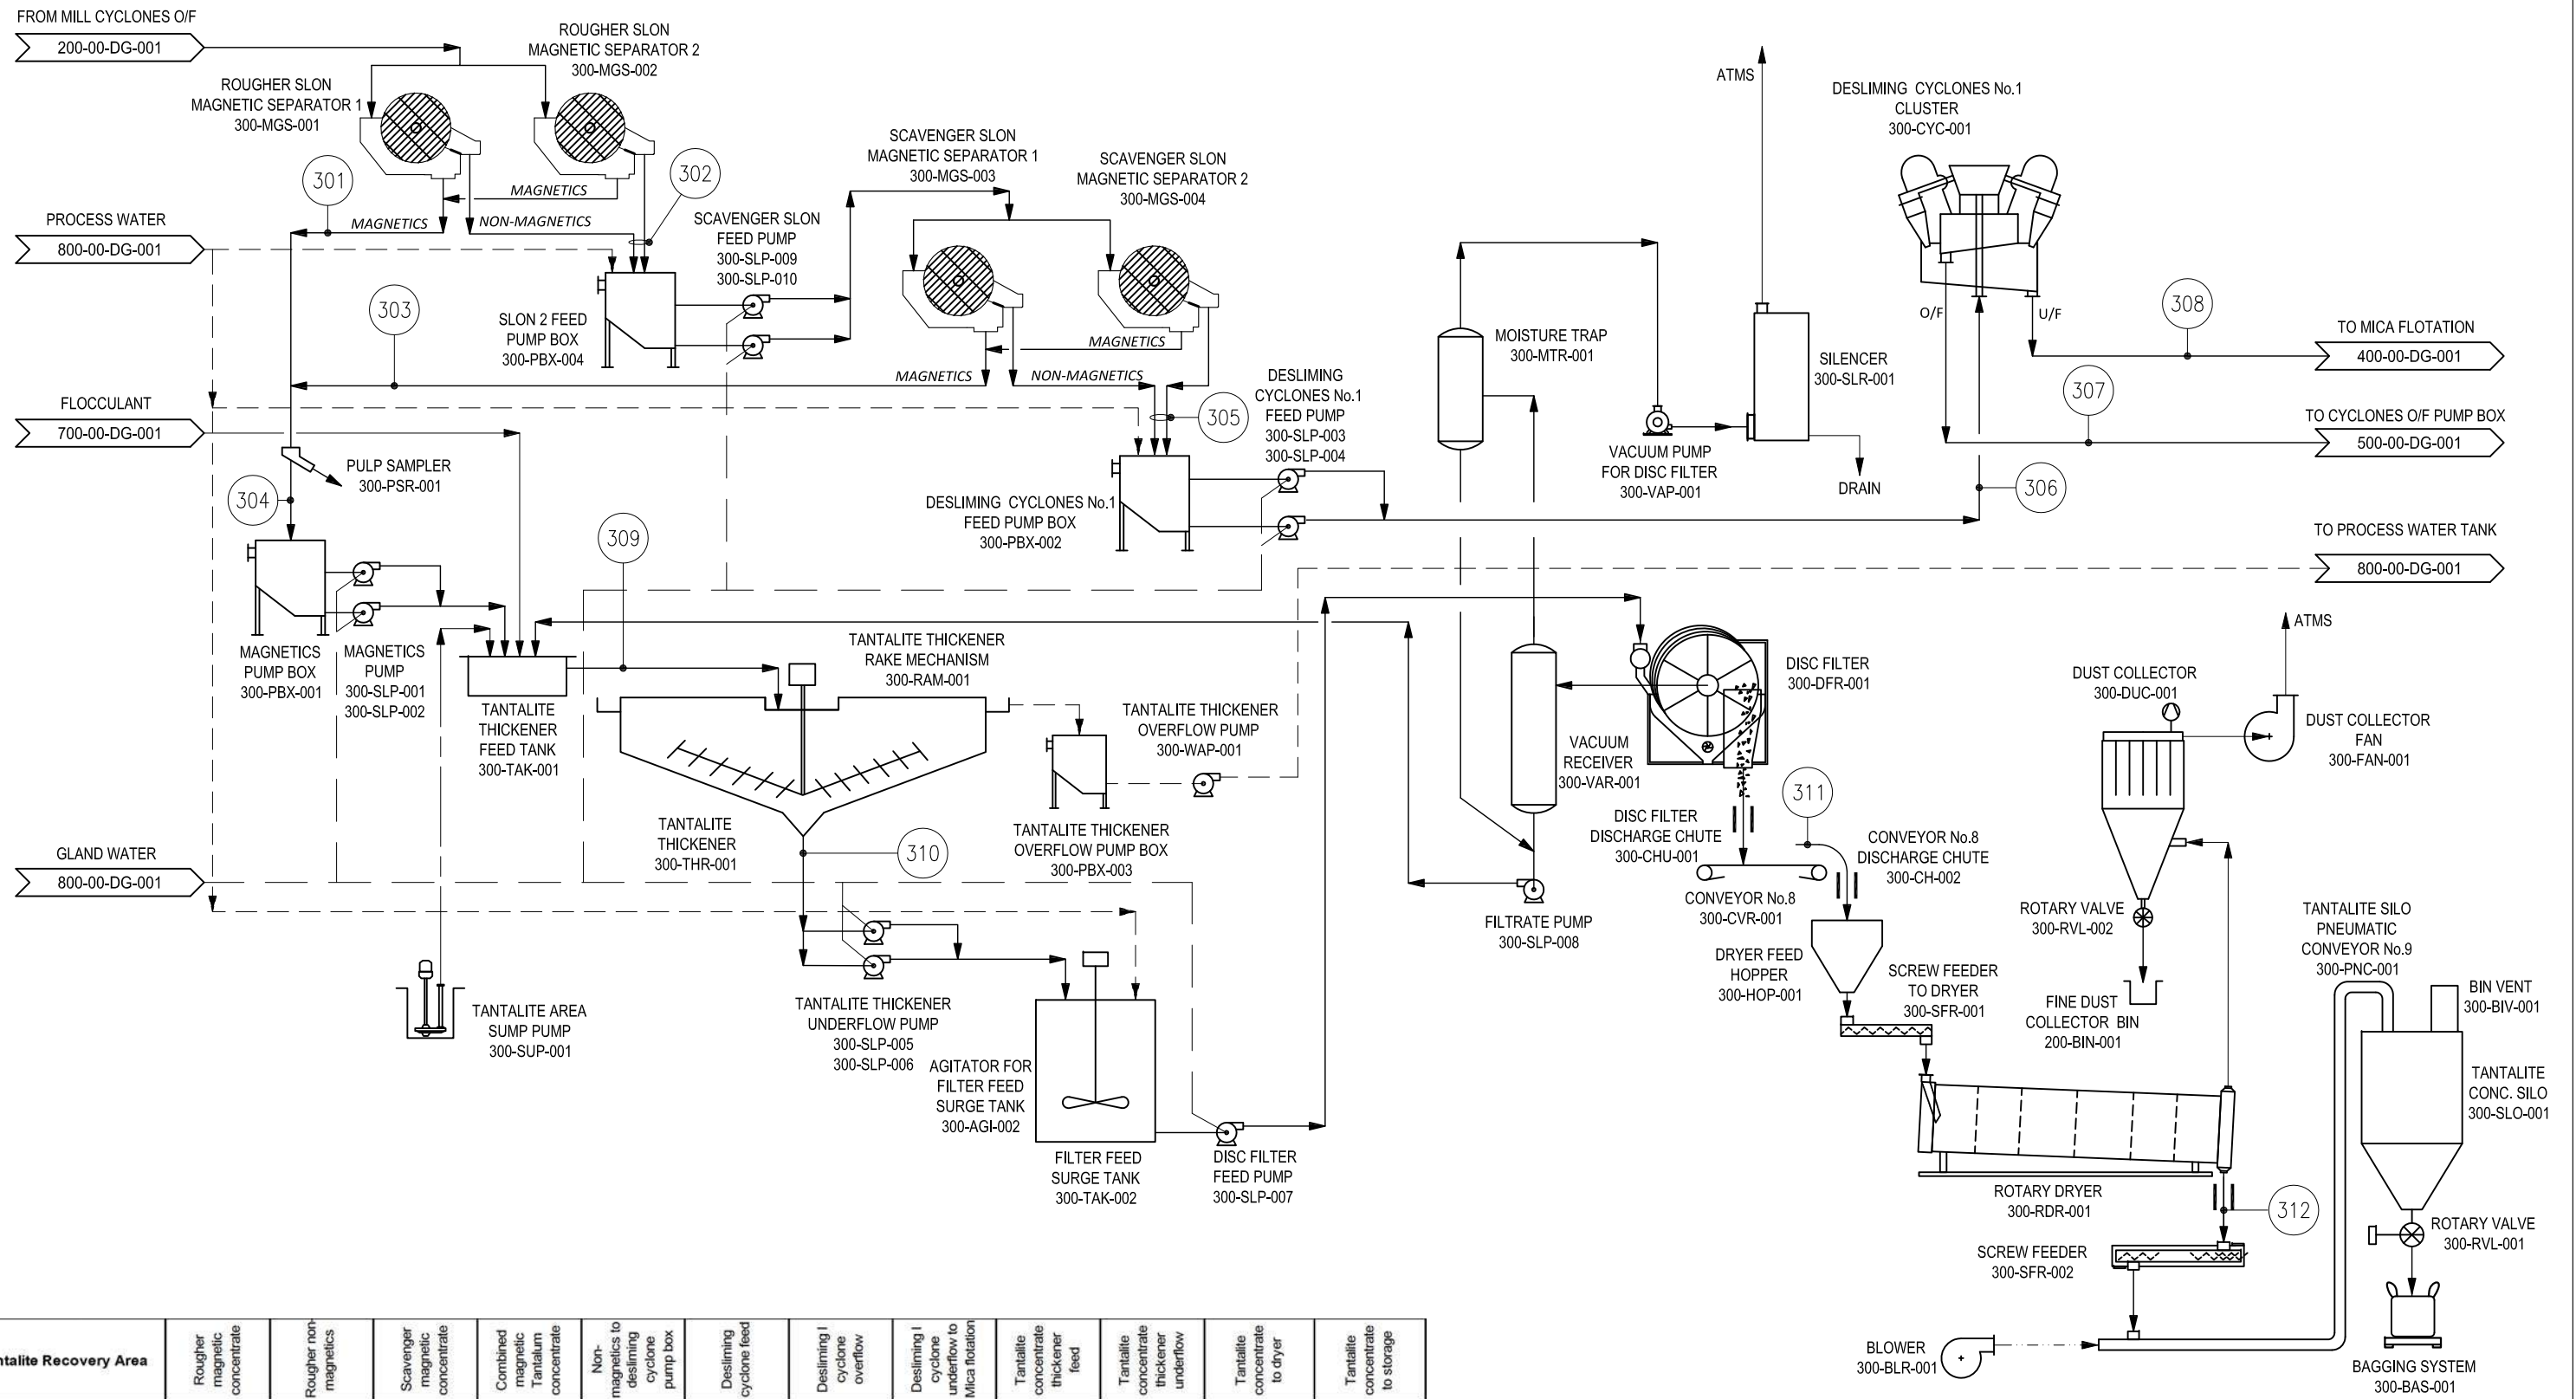 FROM MILL CYCLONES O/F
200-00-DG-001
ROUGHER SLON
MAGNETIC SEPARATOR 2
300-MGS-002
ROUGHER SLON
MAGNETIC SEPARATOR 1
300-MGS-001
301
302
MAGNETICS
MAGNETICS
NON-MAGNETICS
PROCESS WATER
800-00-DG-001
SCAVENGER SLON
FEED PUMP
300-SLP-009
300-SLP-010
SCAVENGER SLON
MAGNETIC SEPARATOR 1
300-MGS-003
SCAVENGER SLON
MAGNETIC SEPARATOR 2
300-MGS-004
303
SLON 2 FEED
PUMP BOX
300-PBX-004
MAGNETICS
MAGNETICS
NON-MAGNETICS
FLOCCULANT
700-00-DG-001
PULP SAMPLER
300-PSR-001
304
305
DESLIMING
CYCLONES No.1
FEED PUMP
300-SLP-003
300-SLP-004
DESLIMING CYCLONES No.1
FEED PUMP BOX
300-PBX-002
MOISTURE TRAP
300-MTR-001
ATMS
SILENCER
300-SLR-001
VACUUM PUMP
FOR DISC FILTER
300-VAP-001
DRAIN
DESLIMING CYCLONES No.1
CLUSTER
300-CYC-001
O/F
U/F
308
TO MICA FLOTATION
400-00-DG-001
307
TO CYCLONES O/F PUMP BOX
500-00-DG-001
306
TO PROCESS WATER TANK
800-00-DG-001
309
MAGNETICS
PUMP BOX
300-PBX-001
MAGNETICS
PUMP
300-SLP-001
300-SLP-002
TANTALITE
THICKENER
FEED TANK
300-TAK-001
TANTALITE THICKENER
RAKE MECHANISM
300-RAM-001
TANTALITE
THICKENER
300-THR-001
310
TANTALITE THICKENER
OVERFLOW PUMP
300-WAP-001
TANTALITE THICKENER
OVERFLOW PUMP BOX
300-PBX-003
VACUUM
RECEIVER
300-VAR-001
DISC FILTER
300-DFR-001
DISC FILTER
DISCHARGE CHUTE
300-CHU-001
311
CONVEYOR No.8
DISCHARGE CHUTE
300-CH-002
CONVEYOR No.8
300-CVR-001
FILTRATE PUMP
300-SLP-008
ATMS
DUST COLLECTOR
300-DUC-001
DUST COLLECTOR
FAN
300-FAN-001
GLAND WATER
800-00-DG-001
TANTALITE AREA
SUMP PUMP
300-SUP-001
TANTALITE THICKENER
UNDERFLOW PUMP
300-SLP-005
300-SLP-006
AGITATOR FOR
FILTER FEED
SURGE TANK
300-AGI-002
FILTER FEED
SURGE TANK
300-TAK-002
DISC FILTER
FEED PUMP
300-SLP-007
DRYER FEED
HOPPER
300-HOP-001
SCREW FEEDER
TO DRYER
300-SFR-001
ROTARY VALVE
300-RVL-002
FINE DUST
COLLECTOR BIN
200-BIN-001
TANTALITE SILO
PNEUMATIC
CONVEYOR No.9
300-PNC-001
BIN VENT
300-BIV-001
TANTALITE
CONC. SILO
300-SLO-001
ROTARY DRYER
300-RDR-001
312
SCREW FEEDER
300-SFR-002
ROTARY VALVE
300-RVL-001
BLOWER
300-BLR-001
BAGGING SYSTEM
300-BAS-001
ntalite Recovery Area
Rougher
magnetic
concentrate
Rougher non-
magnetics
Scavenger
magnetic
concentrate
Combined
magnetic
Tantalum
concentrate
Non-
magnetics to
desliming
cyclone
pump box
Desliming
cyclone feed
Desliming I
cyclone
overflow
Desliming I
cyclone
underflow to
Mica flotation
Tantalite
concentrate
thickener
feed
Tantalite
concentrate
thickener
underflow
Tantalite
concentrate
to dryer
Tantalite
concentrate
to storage